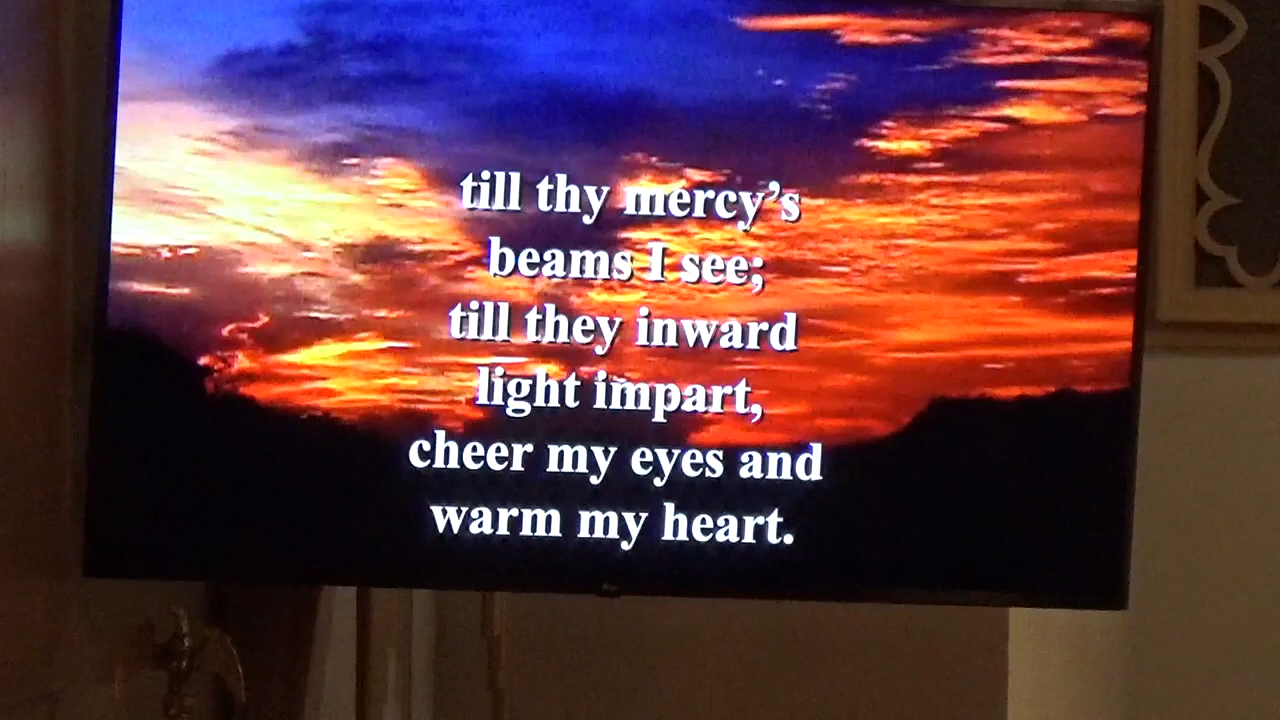 till thy mercy’s
beams I see;
till they inward
light impart,
cheer my eyes and
warm my heart.